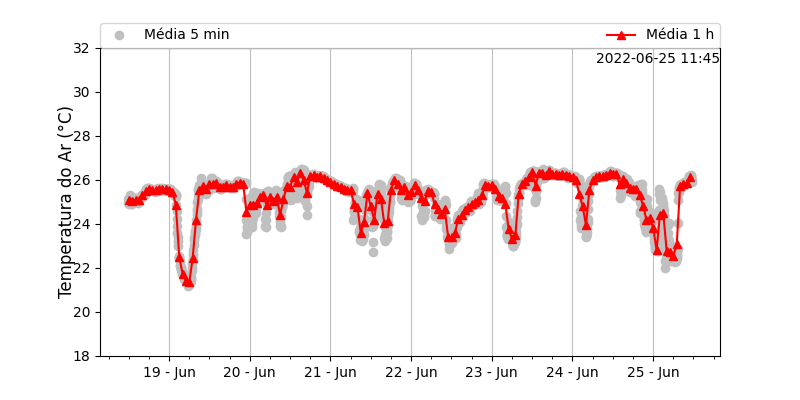 Média 5 min
Média 1 h
2022-06-25 11:45
Temperatura do Ar (°C)
32
30
28
26
24
22
20
18
19 - Jun
20 - Jun
21 - Jun
22 - Jun
23 - Jun
24 - Jun
25 - Jun